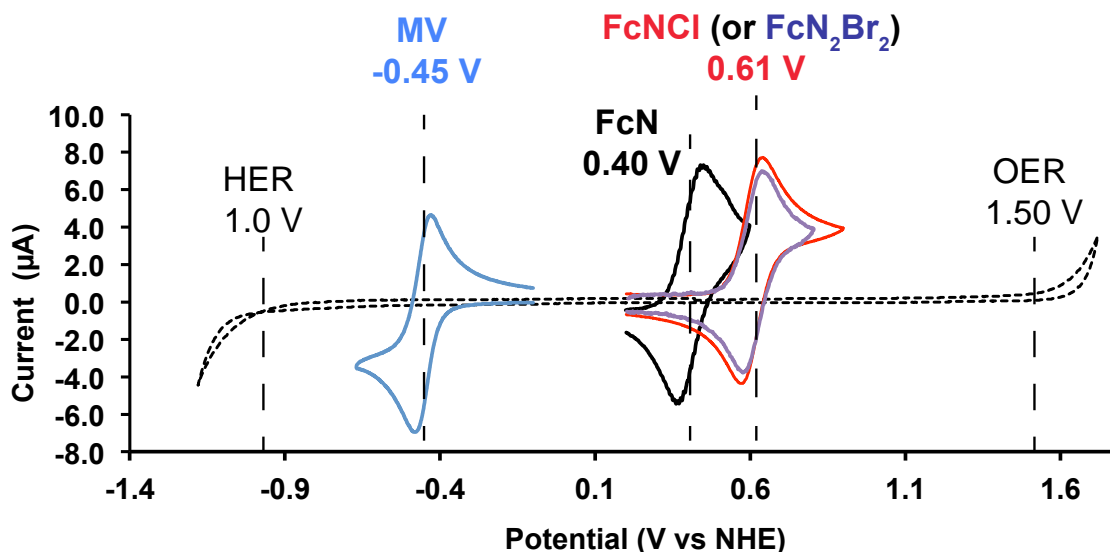 MV
-0.45 V
FcNCl (or FcN2Br2)
0.61 V
FcN
0.40 V
HER
1.0 V
OER
1.50 V
10.0
8.0
6.0
4.0
2.0
0.0
-2.0
-4.0
-6.0
-8.0
Current (µA)
-1.4 -0.9 -0.4 0.1 0.6 1.1 1.6
Potential (V vs NHE)